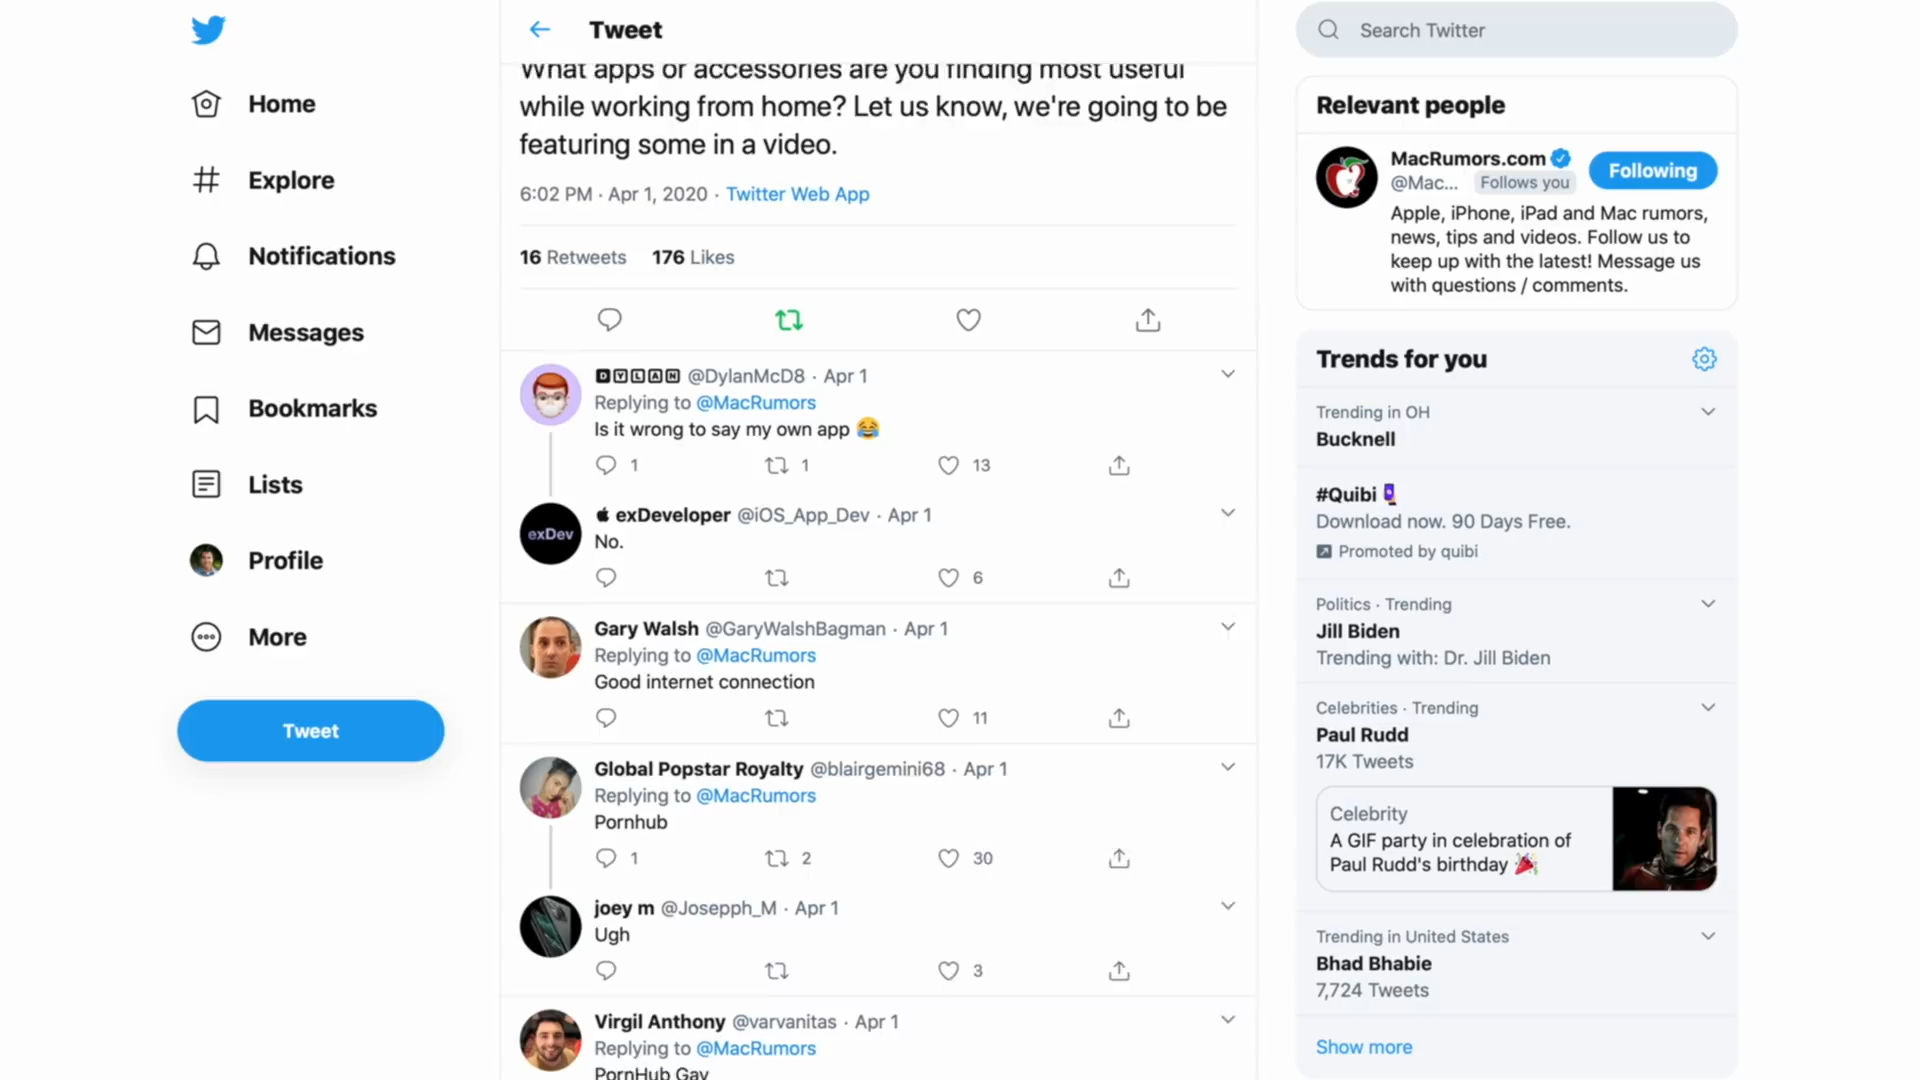 Home
Explore
Notifications
Messages
Bookmarks
Lists
Profile
More
Tweet
Tweet
What apps or accessories are you finding most useful
while working from home? Let us know, we're going to be
featuring some in a video.
6:02 PM · Apr 1, 2020 · Twitter Web App
16 Retweets 176 Likes
🅳🆈🅻🅰🅽 @DylanMcD8 · Apr 1
Replying to @MacRumors
Is it wrong to say my own app 😂
1 1 13
exDev
exDeveloper @iOS_App_Dev · Apr 1
No.
6
Gary Walsh @GaryWalshBagman · Apr 1
Replying to @MacRumors
Good internet connection
11
Global Popstar Royalty @blairgemini68 · Apr 1
Replying to @MacRumors
Pornhub
1 2 30
joey m @Josepph_M · Apr 1
Ugh
3
Virgil Anthony @varvanitas · Apr 1
Replying to @MacRumors
PornHub Gay
Search Twitter
Relevant people
MacRumors.com
@Mac... Follows you
Following
Apple, iPhone, iPad and Mac rumors,
news, tips and videos. Follow us to
keep up with the latest! Message us
with questions / comments.
Trends for you
Trending in OH
Bucknell
#Quibi
Download now. 90 Days Free.
Promoted by quibi
Politics · Trending
Jill Biden
Trending with: Dr. Jill Biden
Celebrities · Trending
Paul Rudd
17K Tweets
Celebrity
A GIF party in celebration of
Paul Rudd's birthday 🎉
Trending in United States
Bhad Bhabie
7,724 Tweets
Show more